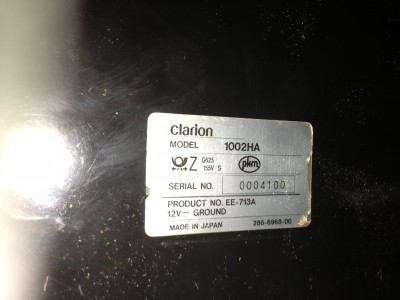 Clarion
MODEL 1002HA
Z G625 155V S pkm
SERIAL NO. 0004100
PRODUCT NO. EE-713A
12V— GROUND
MADE IN JAPAN 286-6968-00